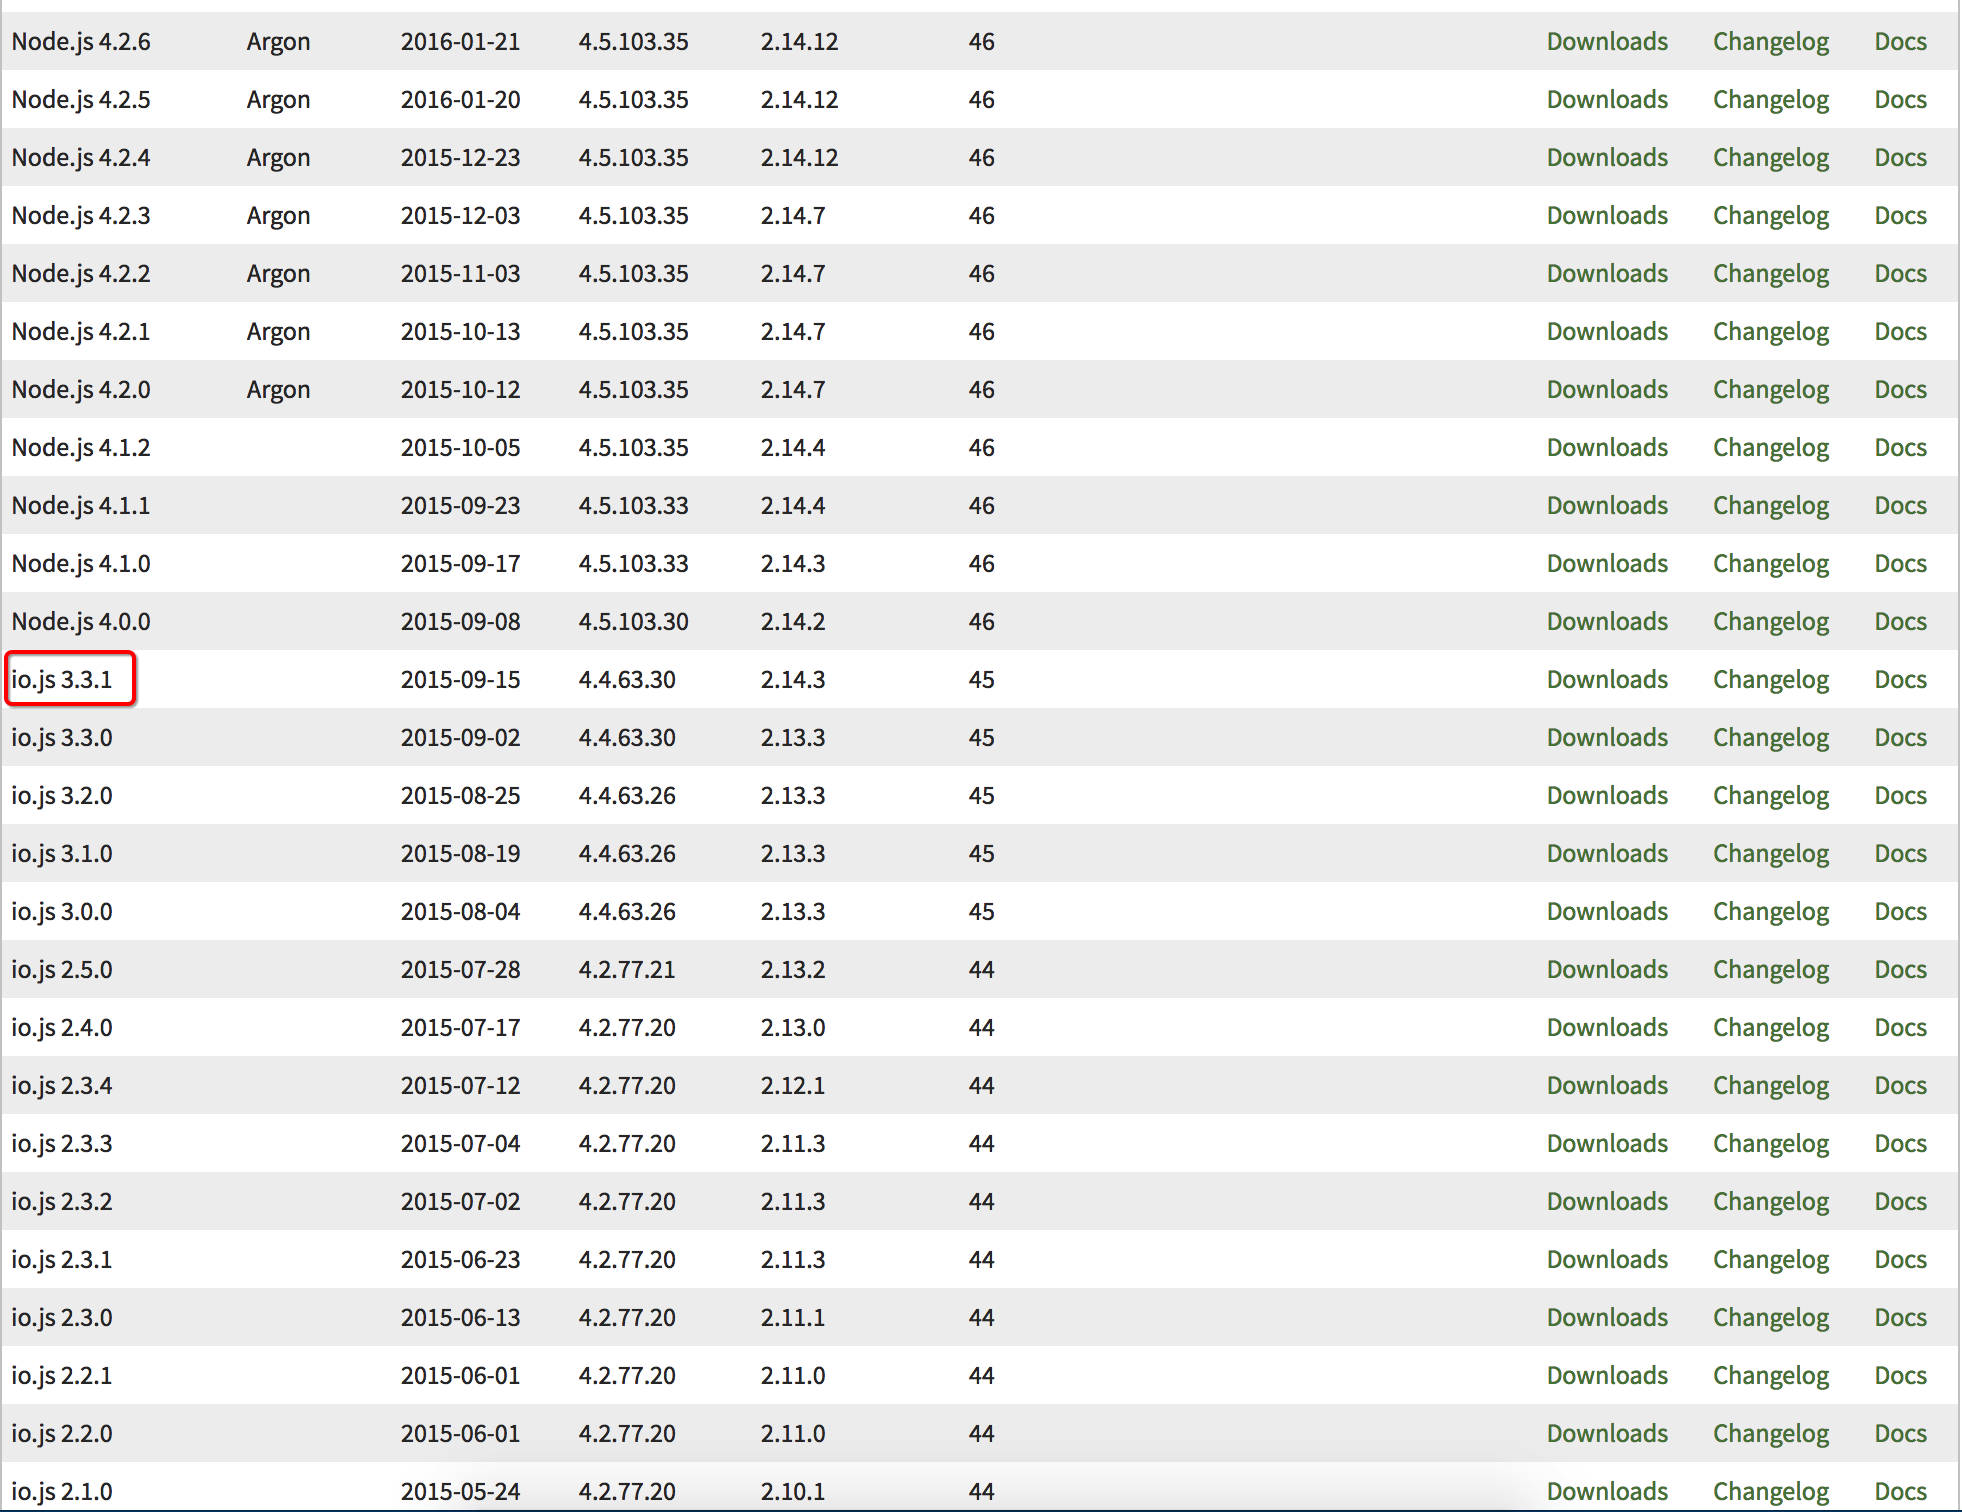 Node.js 4.2.6 Argon 2016-01-21 4.5.103.35 2.14.12 46 Downloads Changelog Docs
Node.js 4.2.5 Argon 2016-01-20 4.5.103.35 2.14.12 46 Downloads Changelog Docs
Node.js 4.2.4 Argon 2015-12-23 4.5.103.35 2.14.12 46 Downloads Changelog Docs
Node.js 4.2.3 Argon 2015-12-03 4.5.103.35 2.14.7 46 Downloads Changelog Docs
Node.js 4.2.2 Argon 2015-11-03 4.5.103.35 2.14.7 46 Downloads Changelog Docs
Node.js 4.2.1 Argon 2015-10-13 4.5.103.35 2.14.7 46 Downloads Changelog Docs
Node.js 4.2.0 Argon 2015-10-12 4.5.103.35 2.14.7 46 Downloads Changelog Docs
Node.js 4.1.2 2015-10-05 4.5.103.35 2.14.4 46 Downloads Changelog Docs
Node.js 4.1.1 2015-09-23 4.5.103.33 2.14.4 46 Downloads Changelog Docs
Node.js 4.1.0 2015-09-17 4.5.103.33 2.14.3 46 Downloads Changelog Docs
Node.js 4.0.0 2015-09-08 4.5.103.30 2.14.2 46 Downloads Changelog Docs
io.js 3.3.1 2015-09-15 4.4.63.30 2.14.3 45 Downloads Changelog Docs
io.js 3.3.0 2015-09-02 4.4.63.30 2.13.3 45 Downloads Changelog Docs
io.js 3.2.0 2015-08-25 4.4.63.26 2.13.3 45 Downloads Changelog Docs
io.js 3.1.0 2015-08-19 4.4.63.26 2.13.3 45 Downloads Changelog Docs
io.js 3.0.0 2015-08-04 4.4.63.26 2.13.3 45 Downloads Changelog Docs
io.js 2.5.0 2015-07-28 4.2.77.21 2.13.2 44 Downloads Changelog Docs
io.js 2.4.0 2015-07-17 4.2.77.20 2.13.0 44 Downloads Changelog Docs
io.js 2.3.4 2015-07-12 4.2.77.20 2.12.1 44 Downloads Changelog Docs
io.js 2.3.3 2015-07-04 4.2.77.20 2.11.3 44 Downloads Changelog Docs
io.js 2.3.2 2015-07-02 4.2.77.20 2.11.3 44 Downloads Changelog Docs
io.js 2.3.1 2015-06-23 4.2.77.20 2.11.3 44 Downloads Changelog Docs
io.js 2.3.0 2015-06-13 4.2.77.20 2.11.1 44 Downloads Changelog Docs
io.js 2.2.1 2015-06-01 4.2.77.20 2.11.0 44 Downloads Changelog Docs
io.js 2.2.0 2015-06-01 4.2.77.20 2.11.0 44 Downloads Changelog Docs
io.js 2.1.0 2015-05-24 4.2.77.20 2.10.1 44 Downloads Changelog Docs